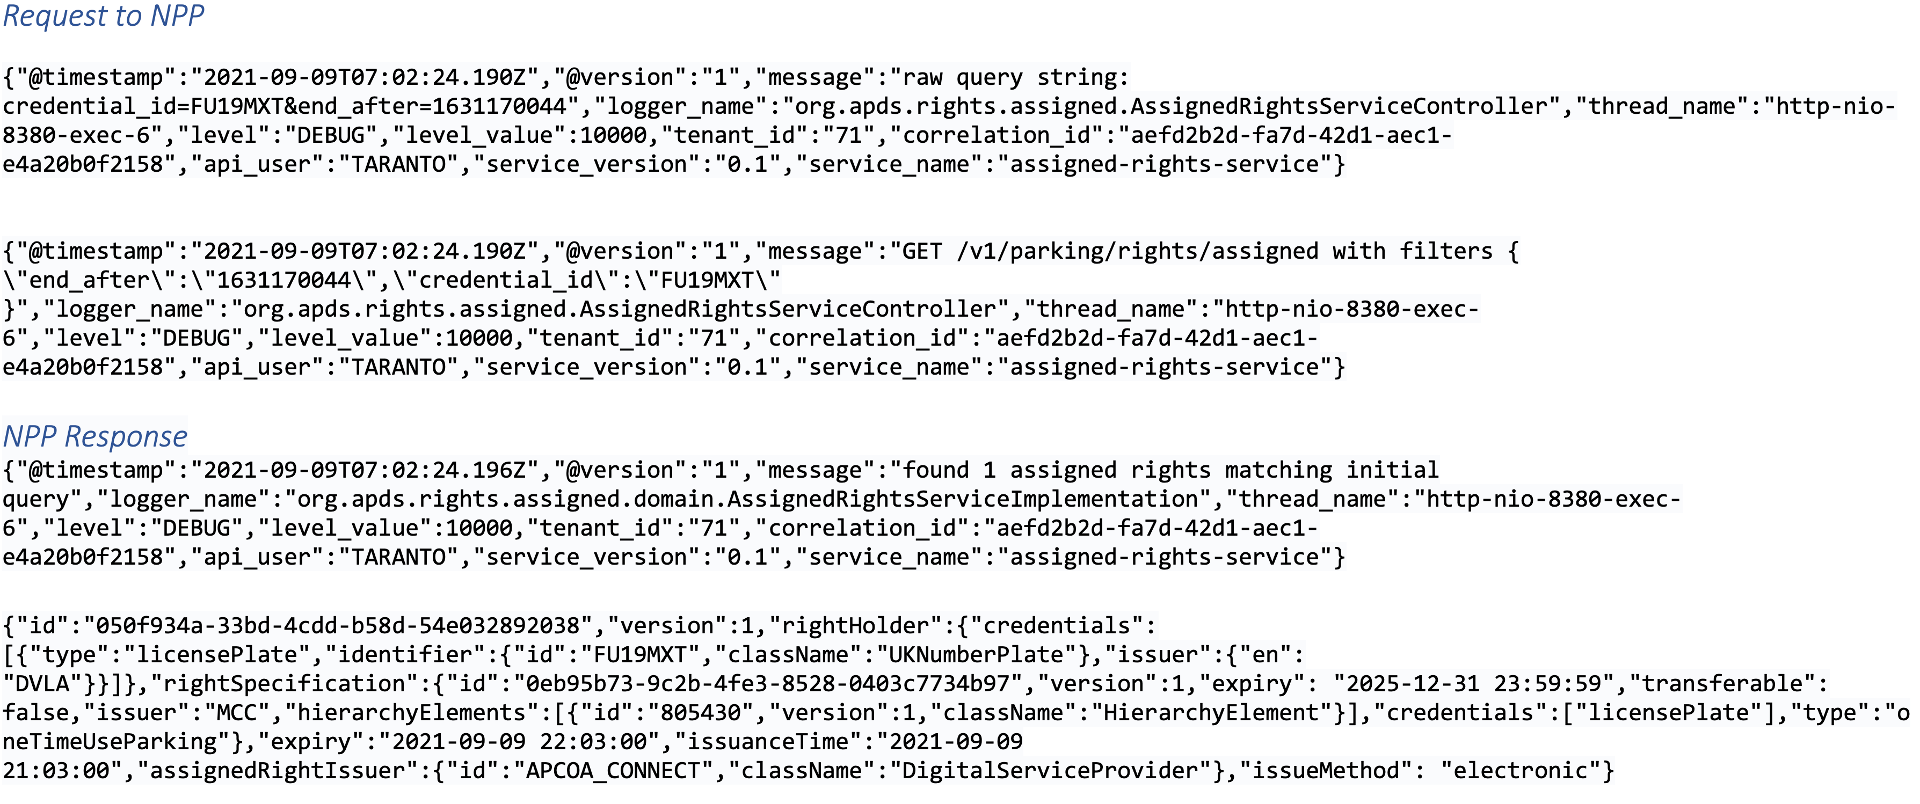 Request to NPP
{"@timestamp":"2021-09-09T07:02:24.190Z","@version":"1","message":"raw query string:
credential_id=FU19MXT&end_after=1631170044","logger_name":"org.apds.rights.assigned.AssignedRightsServiceController","thread_name":"http-nio-
8380-exec-6","level":"DEBUG","level_value":10000,"tenant_id":"71","correlation_id":"aefd2b2d-fa7d-42d1-aec1-
e4a20b0f2158","api_user":"TARANTO","service_version":"0.1","service_name":"assigned-rights-service"}
{"@timestamp":"2021-09-09T07:02:24.190Z","@version":"1","message":"GET /v1/parking/rights/assigned with filters {
\"end_after\":\"1631170044\",\"credential_id\":\"FU19MXT\"
}","logger_name":"org.apds.rights.assigned.AssignedRightsServiceController","thread_name":"http-nio-8380-exec-
6","level":"DEBUG","level_value":10000,"tenant_id":"71","correlation_id":"aefd2b2d-fa7d-42d1-aec1-
e4a20b0f2158","api_user":"TARANTO","service_version":"0.1","service_name":"assigned-rights-service"}
NPP Response
{"@timestamp":"2021-09-09T07:02:24.196Z","@version":"1","message":"found 1 assigned rights matching initial
query","logger_name":"org.apds.rights.assigned.domain.AssignedRightsServiceImplementation","thread_name":"http-nio-8380-exec-
6","level":"DEBUG","level_value":10000,"tenant_id":"71","correlation_id":"aefd2b2d-fa7d-42d1-aec1-
e4a20b0f2158","api_user":"TARANTO","service_version":"0.1","service_name":"assigned-rights-service"}
{"id":"050f934a-33bd-4cdd-b58d-54e032892038","version":1,"rightHolder":{"credentials":
[{"type":"licensePlate","identifier":{"id":"FU19MXT","className":"UKNumberPlate"},"issuer":{"en":
"DVLA"}}]},"rightSpecification":{"id":"0eb95b73-9c2b-4fe3-8528-0403c7734b97","version":1,"expiry": "2025-12-31 23:59:59","transferable":
false,"issuer":"MCC","hierarchyElements":[{"id":"805430","version":1,"className":"HierarchyElement"}],"credentials":["licensePlate"],"type":"o
neTimeUseParking"},"expiry":"2021-09-09 22:03:00","issuanceTime":"2021-09-09
21:03:00","assignedRightIssuer":{"id":"APCOA_CONNECT","className":"DigitalServiceProvider"},"issueMethod": "electronic"}